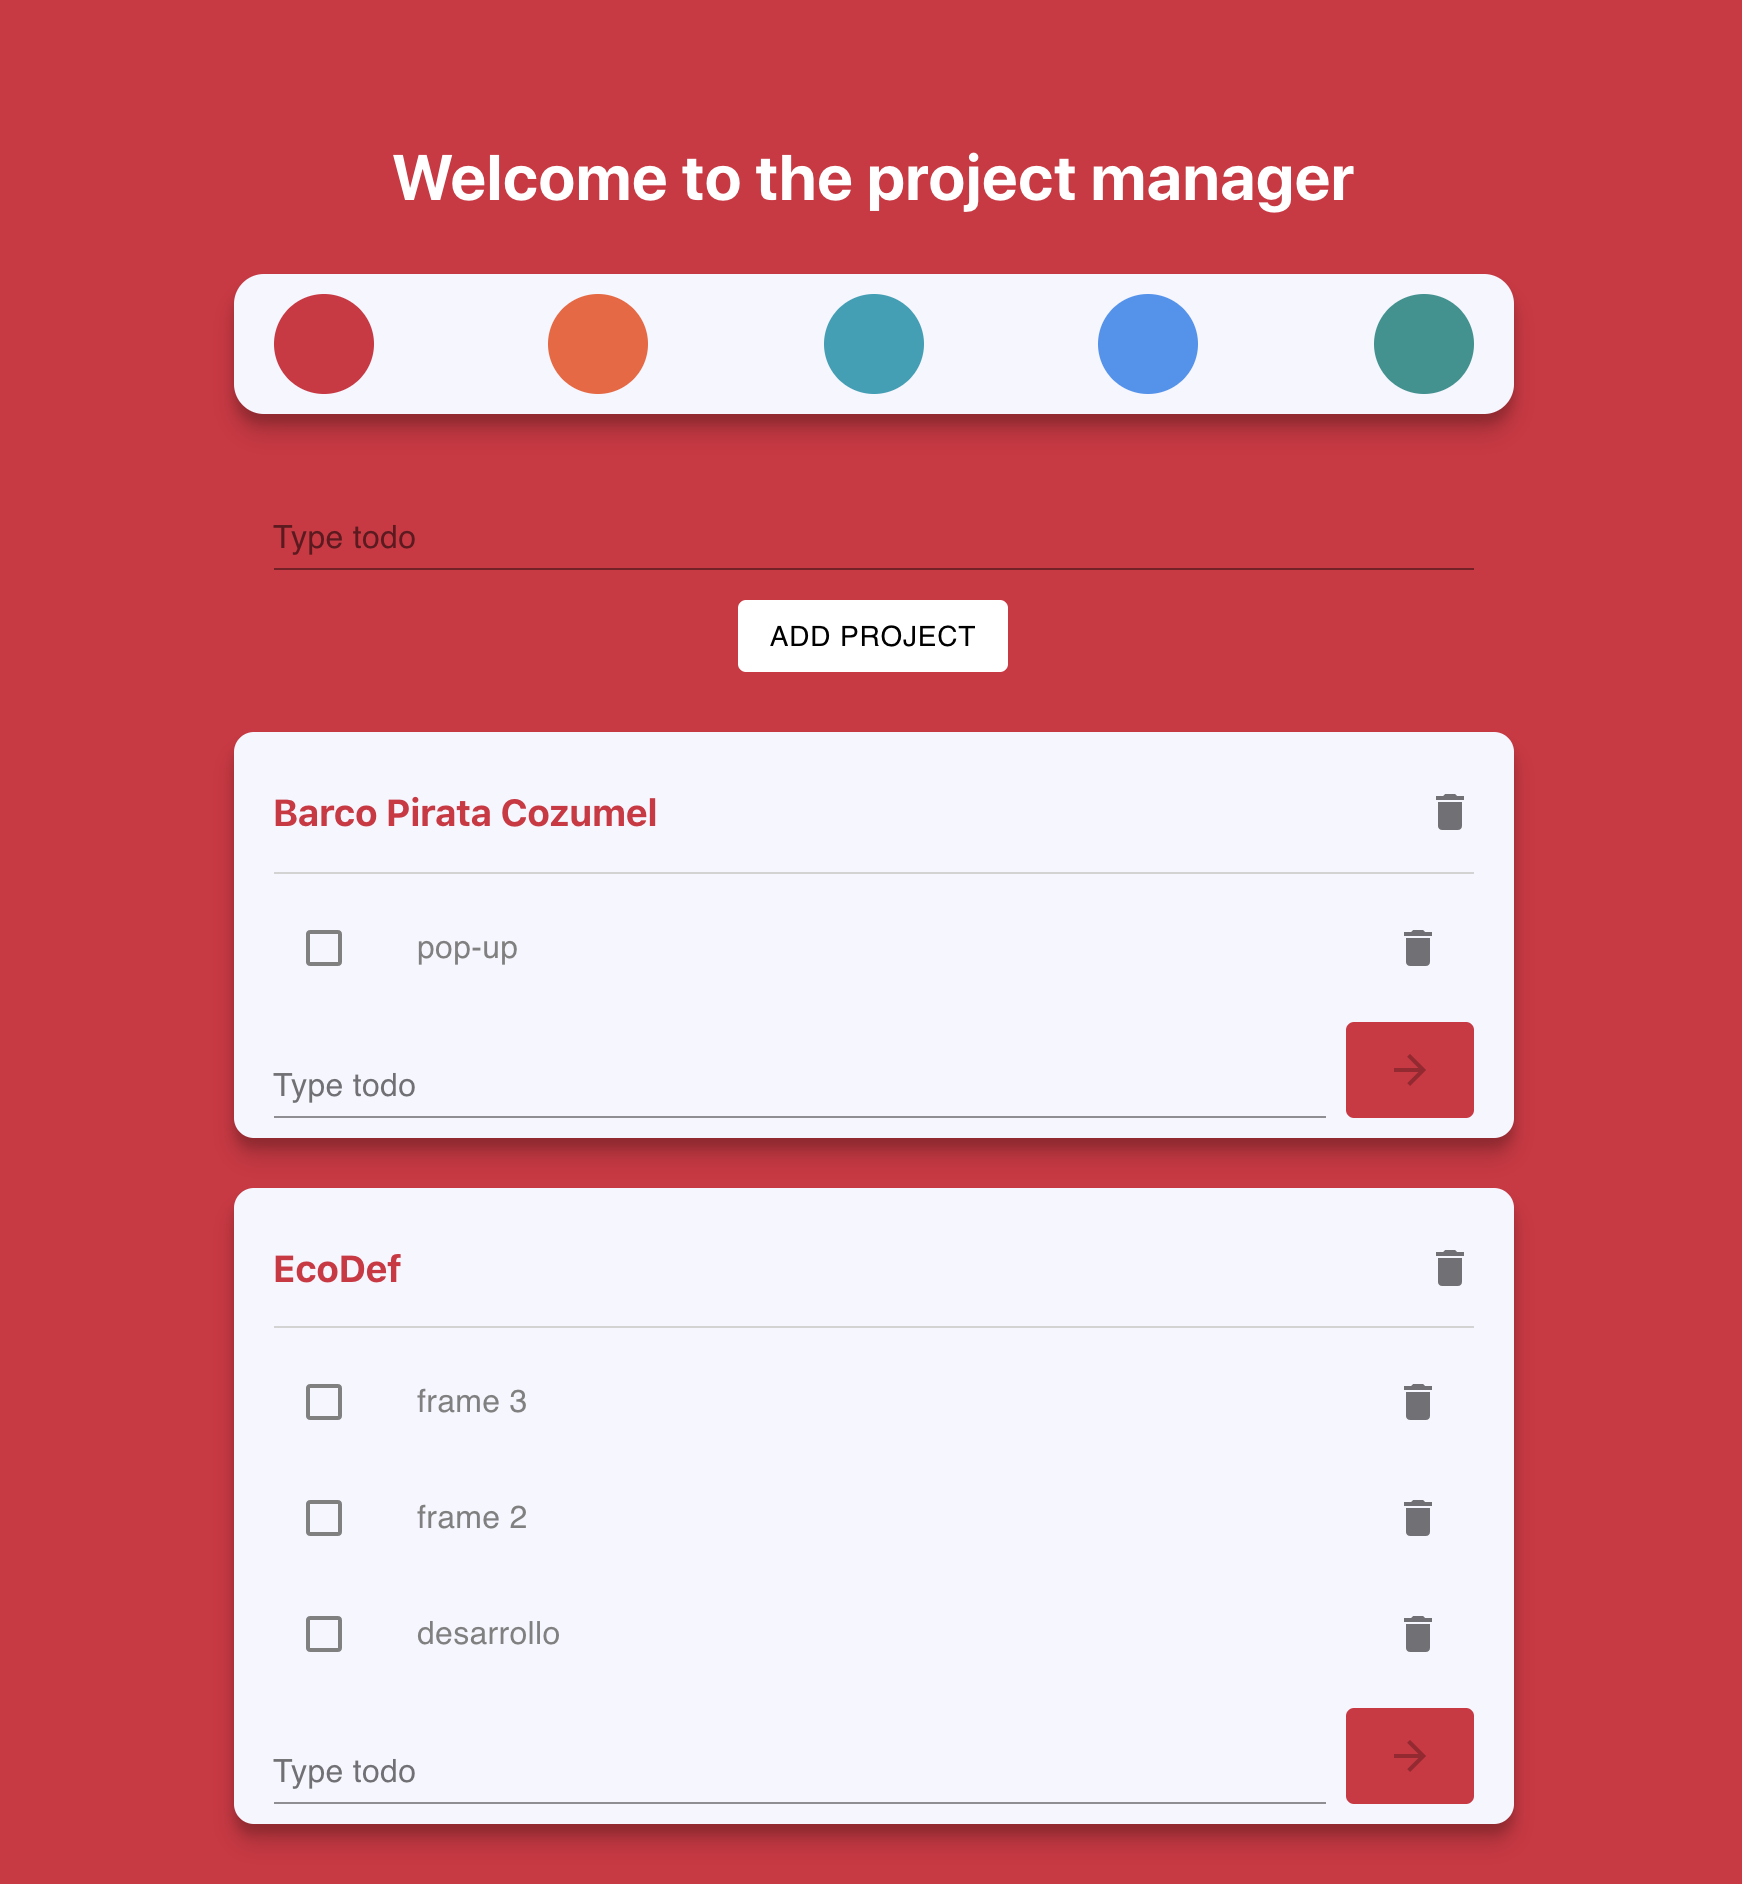 Welcome to the project manager
Type todo
ADD PROJECT
Barco Pirata Cozumel
pop-up
Type todo
EcoDef
frame 3
frame 2
desarrollo
Type todo